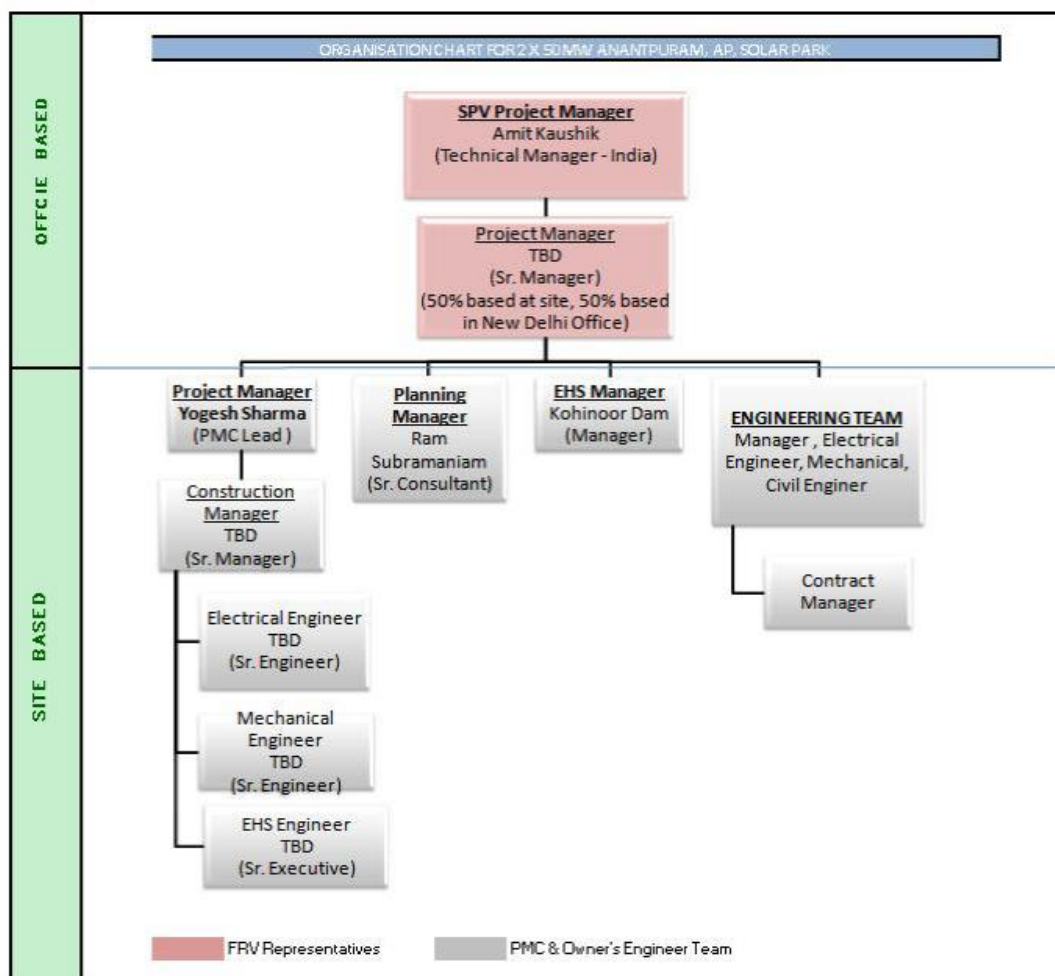 ORGANISATION CHART FOR 2 X 50 MW ANANTPURAM, AP, SOLAR PARK
OFFCIE BASED
SPV Project Manager
Amit Kaushik
(Technical Manager - India)
Project Manager
TBD
(Sr. Manager)
(50% based at site, 50% based
in New Delhi Office)
SITE BASED
Project Manager
Yogesh Sharma
(PMC Lead )
Planning
Manager
Ram
Subramaniam
(Sr. Consultant)
EHS Manager
Kohinoor Dam
(Manager)
ENGINEERING TEAM
Manager , Electrical
Engineer, Mechanical,
Civil Enginer
Construction
Manager
TBD
(Sr. Manager)
Contract
Manager
Electrical Engineer
TBD
(Sr. Engineer)
Mechanical
Engineer
TBD
(Sr. Engineer)
EHS Engineer
TBD
(Sr. Executive)
FRV Representatives
PMC & Owner's Engineer Team